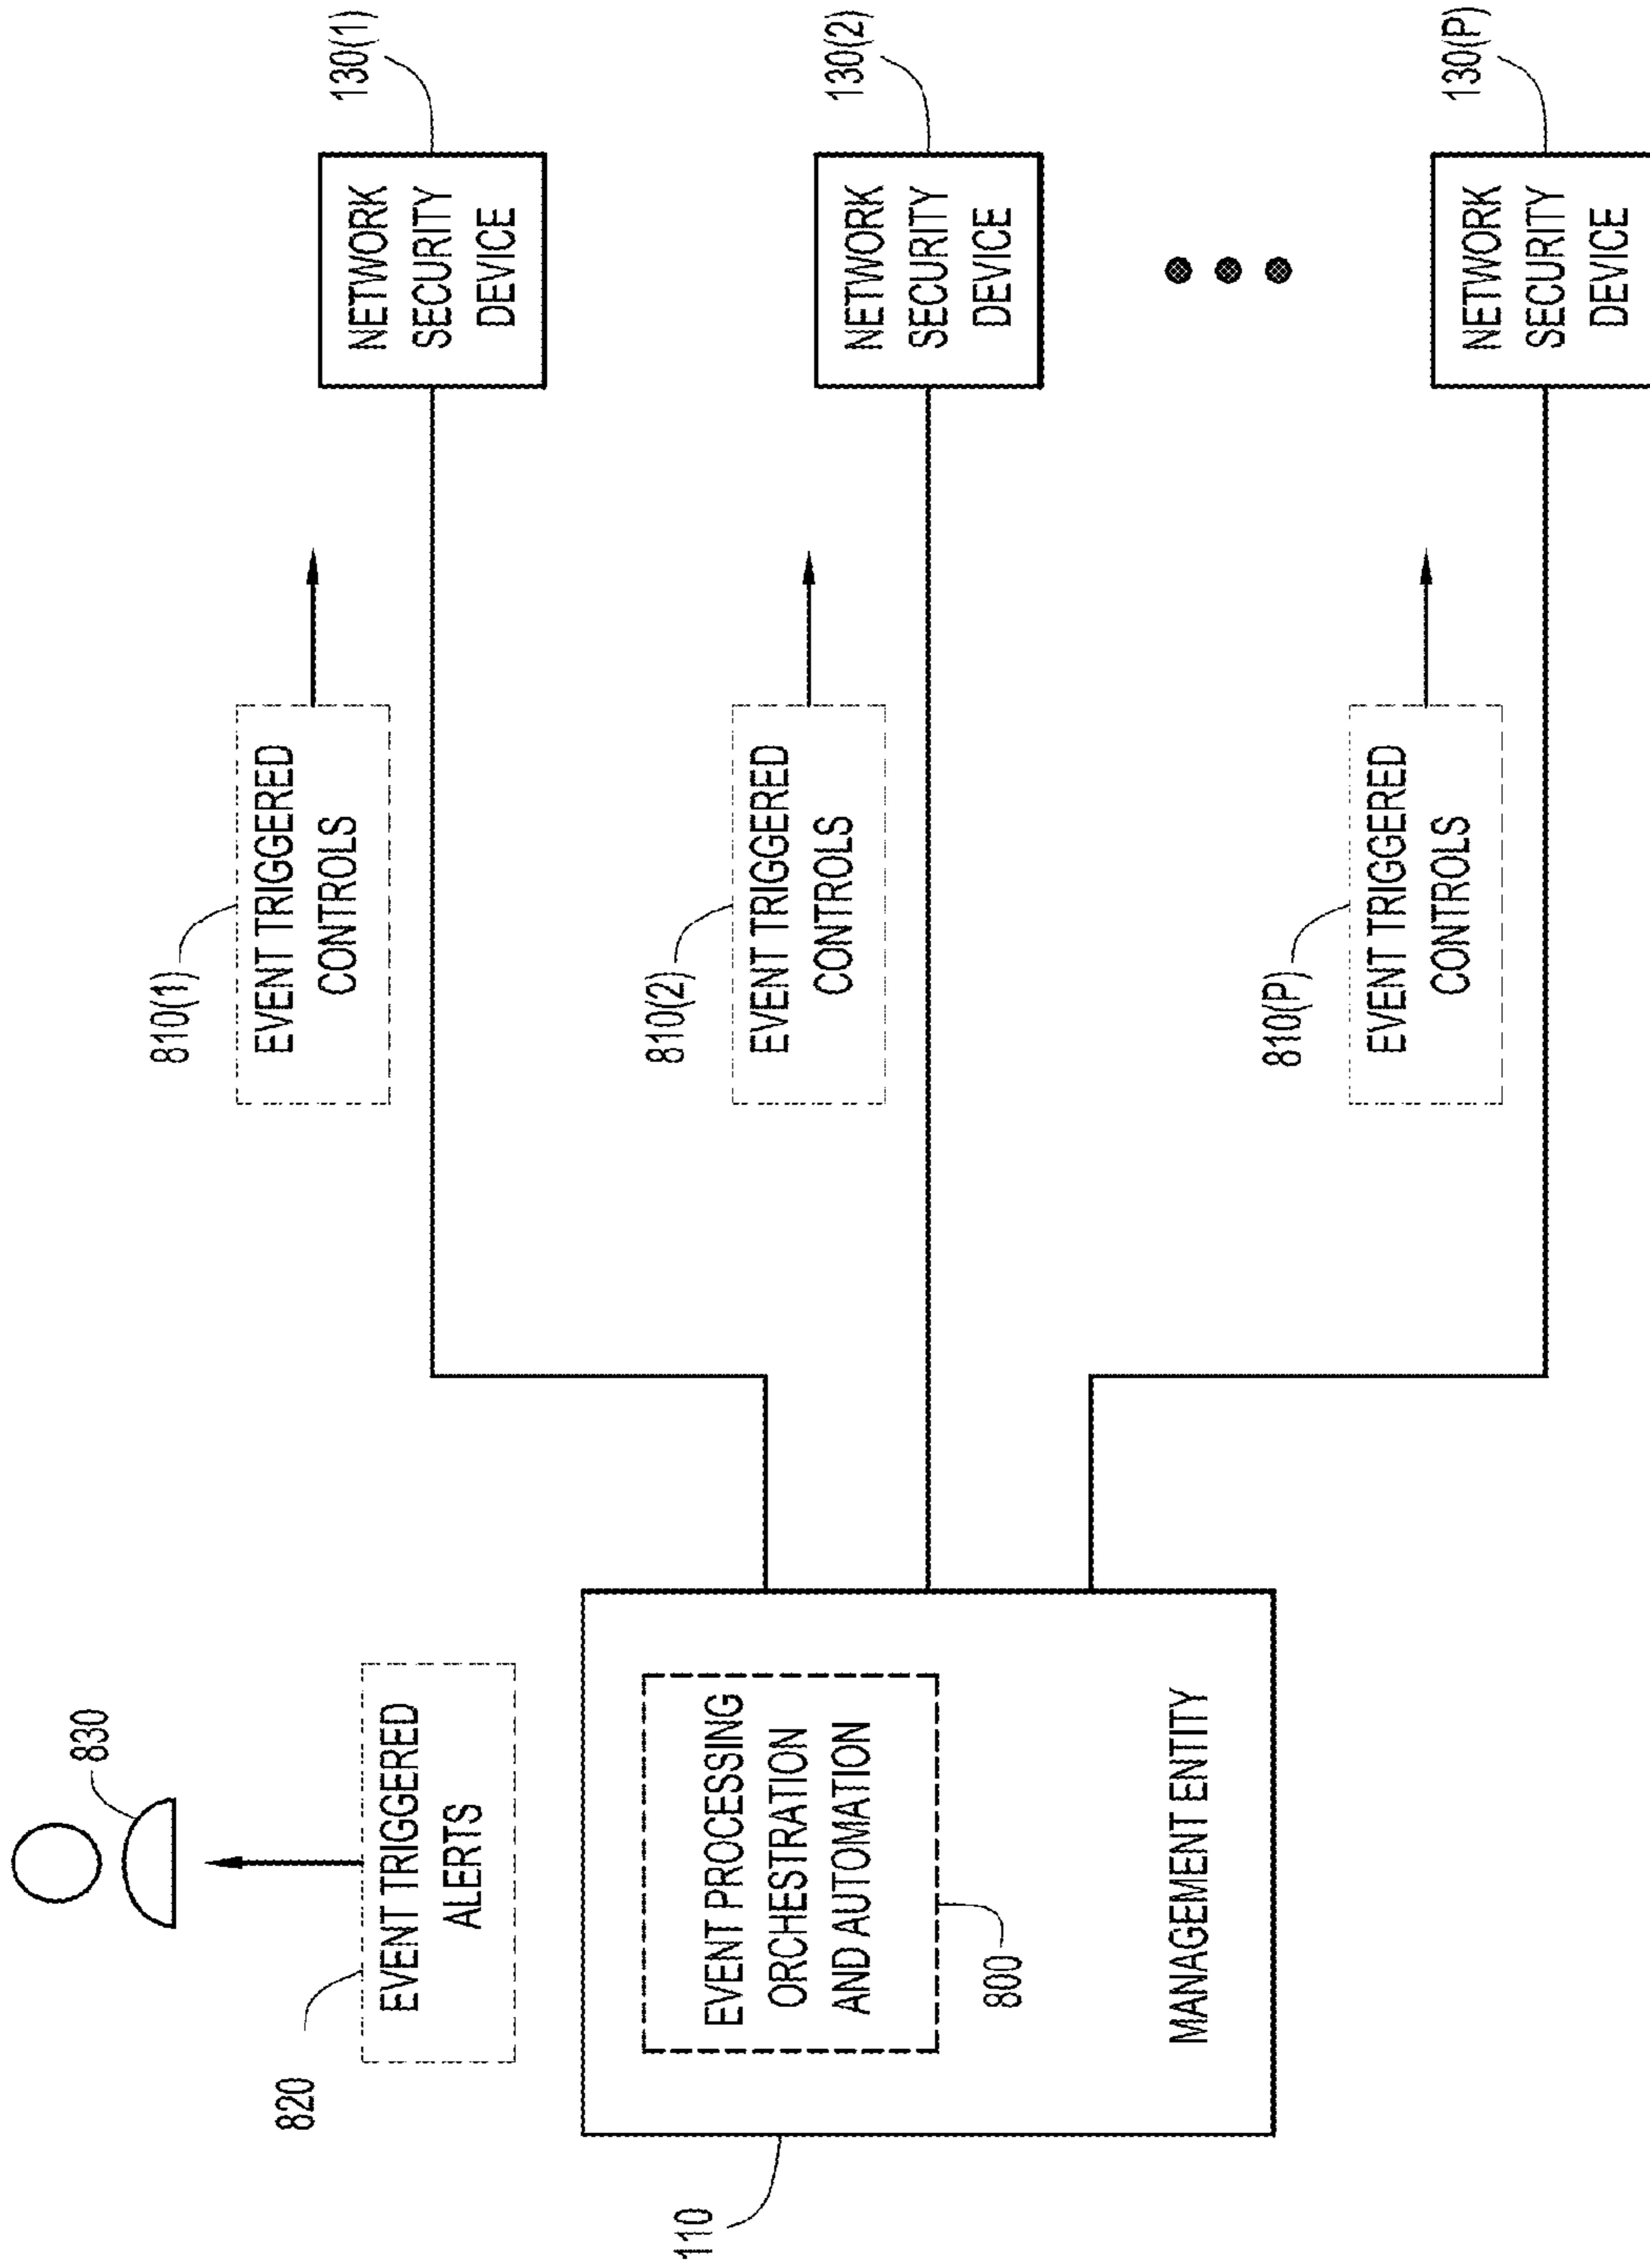 830
820
EVENT TRIGGERED
ALERTS
110
EVENT PROCESSING
ORCHESTRATION
AND AUTOMATION
800
MANAGEMENT ENTITY
810(1)
EVENT TRIGGERED
CONTROLS
130(1)
NETWORK
SECURITY
DEVICE
810(2)
EVENT TRIGGERED
CONTROLS
130(2)
NETWORK
SECURITY
DEVICE
810(P)
EVENT TRIGGERED
CONTROLS
130(P)
NETWORK
SECURITY
DEVICE